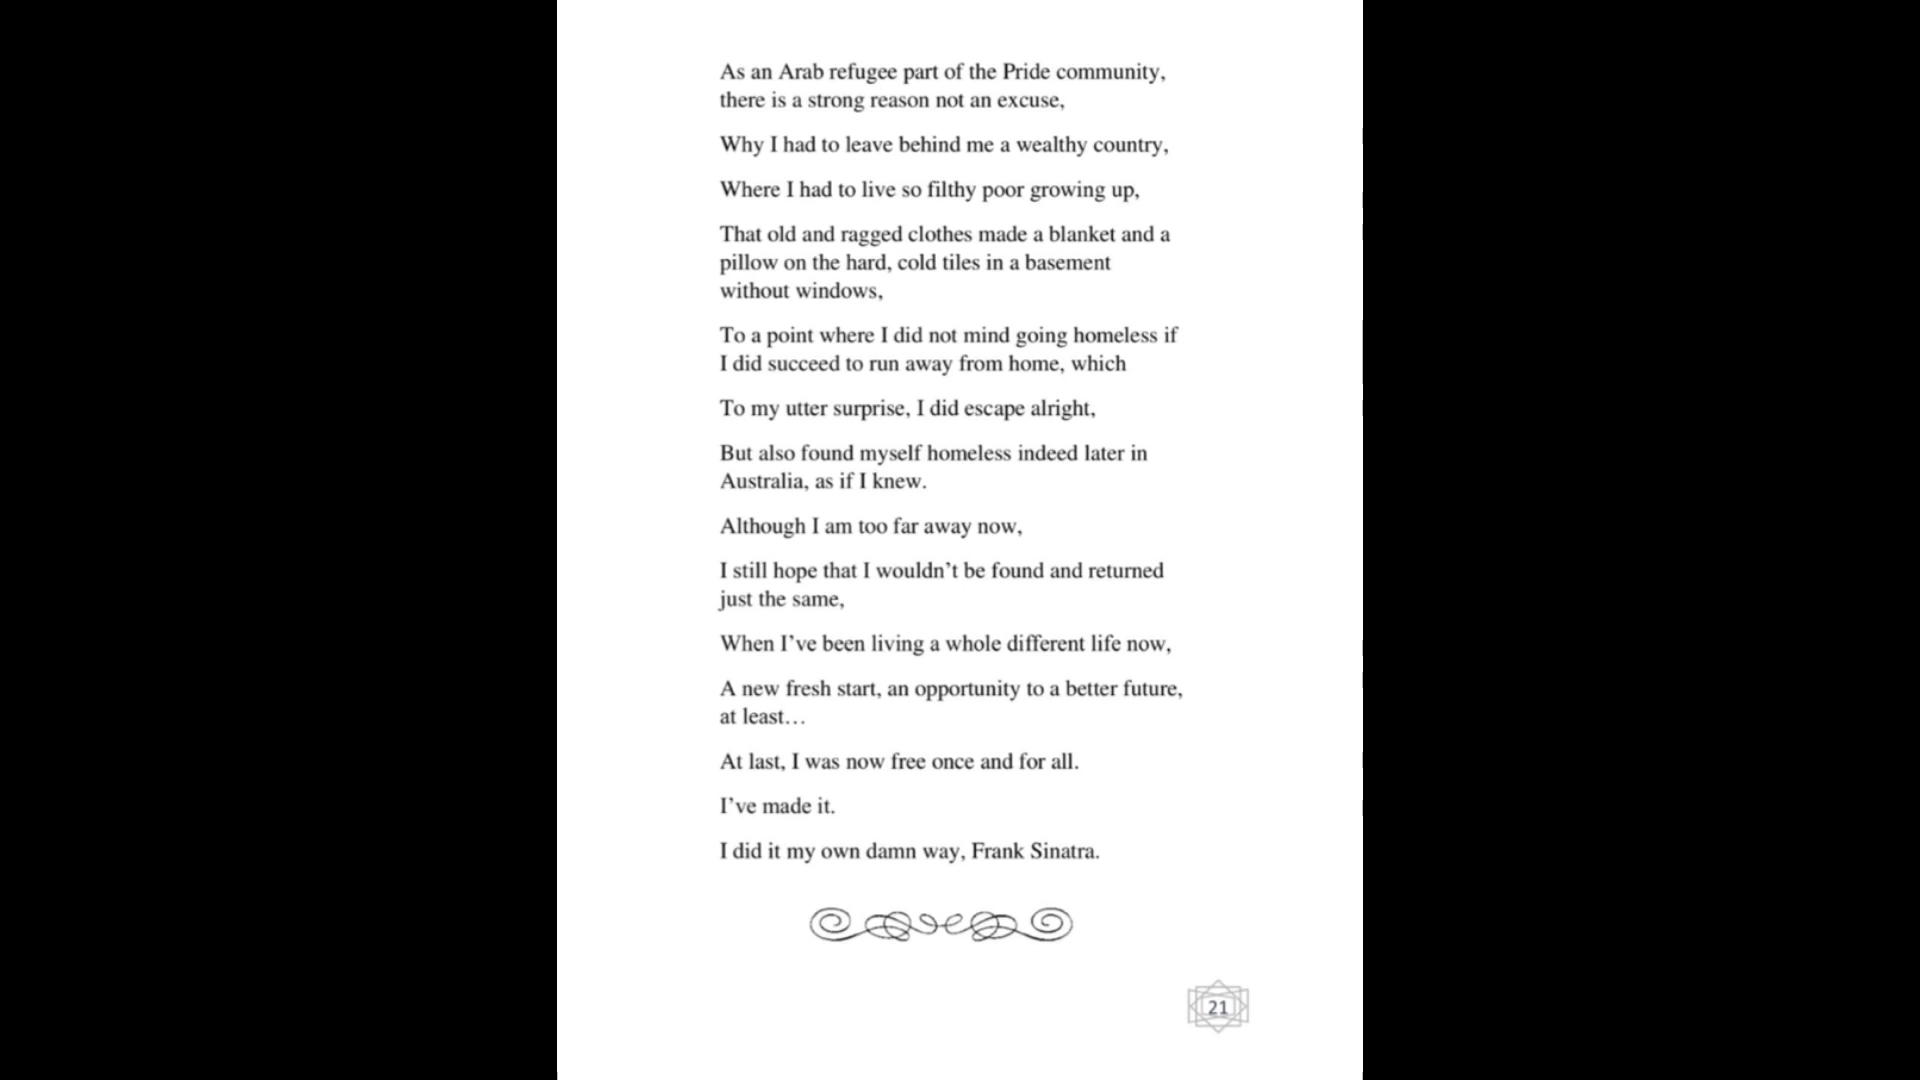 As an Arab refugee part of the Pride community,
there is a strong reason not an excuse,
Why I had to leave behind me a wealthy country,
Where I had to live so filthy poor growing up,
That old and ragged clothes made a blanket and a
pillow on the hard, cold tiles in a basement
without windows,
To a point where I did not mind going homeless if
I did succeed to run away from home, which
To my utter surprise, I did escape alright,
But also found myself homeless indeed later in
Australia, as if I knew.
Although I am too far away now,
I still hope that I wouldn’t be found and returned
just the same,
When I’ve been living a whole different life now,
A new fresh start, an opportunity to a better future,
at least…
At last, I was now free once and for all.
I’ve made it.
I did it my own damn way, Frank Sinatra.
21